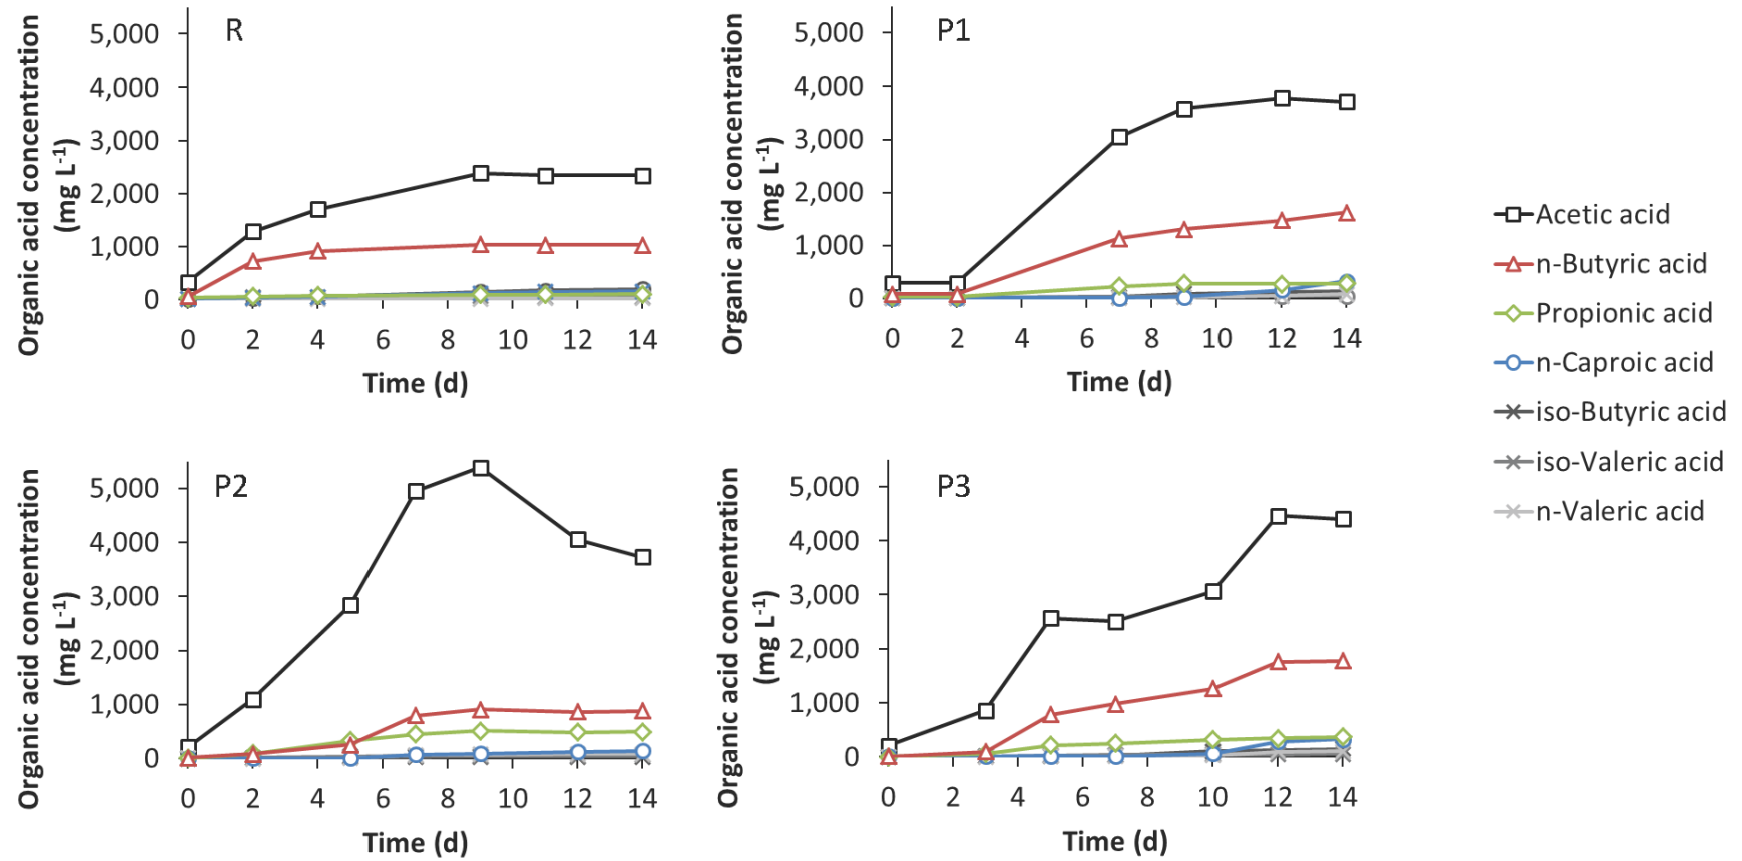 R
Organic acid concentration
(mg L-1)
5,000
4,000
3,000
2,000
1,000
0
0 2 4 6 8 10 12 14
Time (d)
P1
Organic acid concentration
(mg L-1)
5,000
4,000
3,000
2,000
1,000
0
0 2 4 6 8 10 12 14
Time (d)
P2
Organic acid concentration
(mg L-1)
5,000
4,000
3,000
2,000
1,000
0
0 2 4 6 8 10 12 14
Time (d)
P3
Organic acid concentration
(mg L-1)
5,000
4,000
3,000
2,000
1,000
0
0 2 4 6 8 10 12 14
Time (d)
Acetic acid
n-Butyric acid
Propionic acid
n-Caproic acid
iso-Butyric acid
iso-Valeric acid
n-Valeric acid